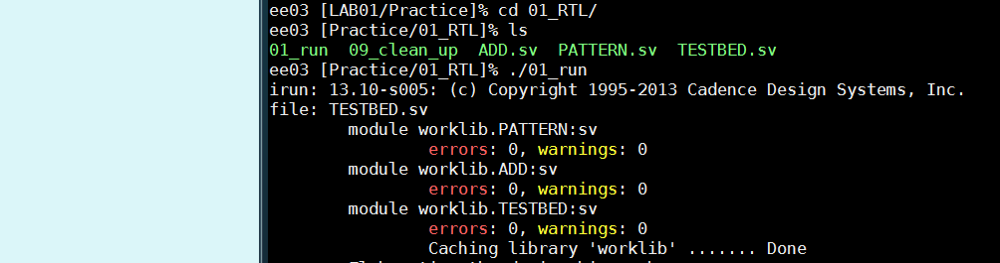 ee03 [LAB01/Practice]% cd 01_RTL/
ee03 [Practice/01_RTL]% ls
01_run  09_clean_up  ADD.sv  PATTERN.sv  TESTBED.sv
ee03 [Practice/01_RTL]% ./01_run
irun: 13.10-s005: (c) Copyright 1995-2013 Cadence Design Systems, Inc.
file: TESTBED.sv
        module worklib.PATTERN:sv
                errors: 0, warnings: 0
        module worklib.ADD:sv
                errors: 0, warnings: 0
        module worklib.TESTBED:sv
                errors: 0, warnings: 0
                Caching library 'worklib' ....... Done